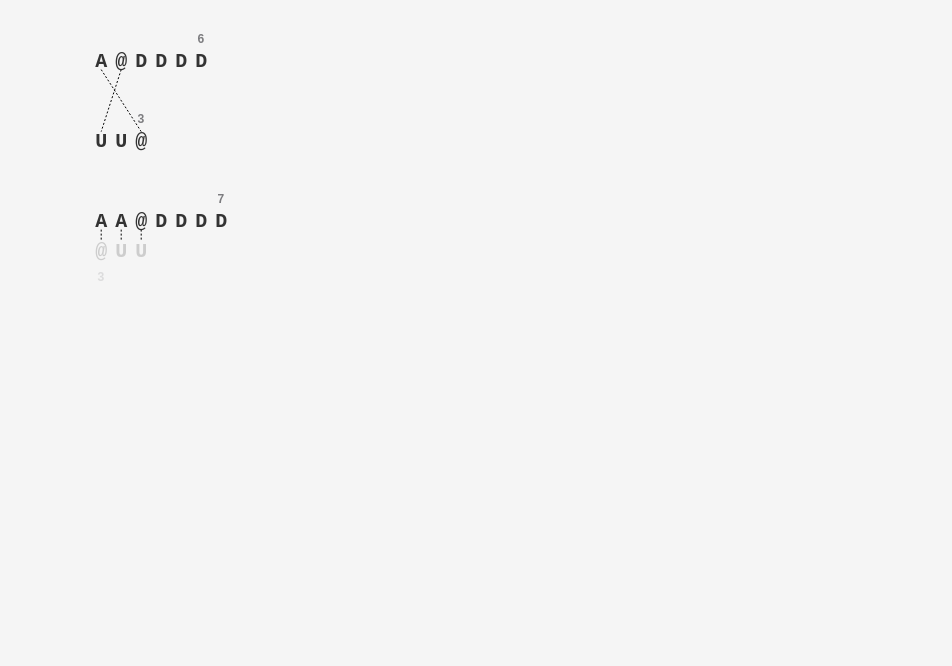 6
A @ D D D D
3
U U @
7
A A @ D D D D
@ U U
3